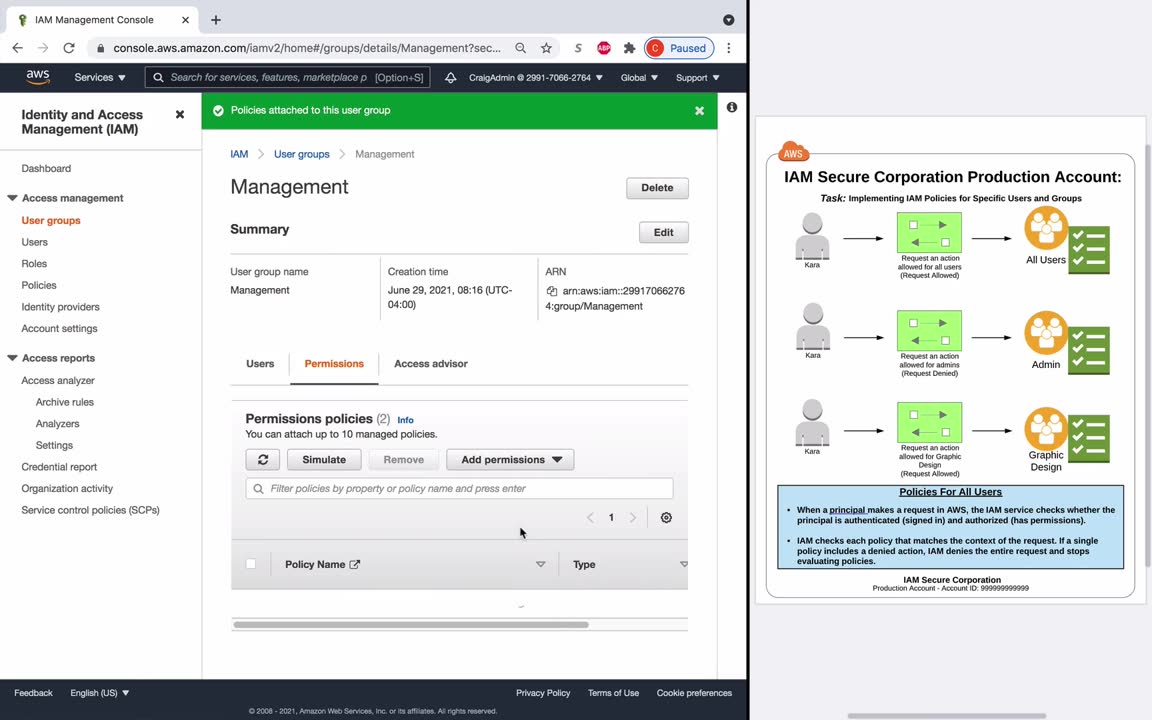 IAM Management Console
console.aws.amazon.com/iamv2/home#/groups/details/Management?sec...
S
ABP
C Paused
aws
Services
Search for services, features, marketplace p [Option+S]
CraigAdmin @ 2991-7066-2764
Global
Support
Identity and Access
Management (IAM)
Dashboard
Access management
User groups
Users
Roles
Policies
Identity providers
Account settings
Access reports
Access analyzer
Archive rules
Analyzers
Settings
Credential report
Organization activity
Service control policies (SCPs)
Policies attached to this user group
IAM
User groups
Management
Management
Delete
Summary
Edit
User group name
Management
Creation time
June 29, 2021, 08:16 (UTC-
04:00)
ARN
arn:aws:iam::29917066276
4:group/Management
Users
Permissions
Access advisor
Permissions policies (2) Info
You can attach up to 10 managed policies.
Simulate
Remove
Add permissions
Filter policies by property or policy name and press enter
1
Policy Name
Type
Feedback
English (US)
Privacy Policy
Terms of Use
Cookie preferences
© 2008 - 2021, Amazon Web Services, Inc. or its affiliates. All rights reserved.
AWS
IAM Secure Corporation Production Account:
Task: Implementing IAM Policies for Specific Users and Groups
Kara
Request an action
allowed for all users
(Request Allowed)
All Users
Kara
Request an action
allowed for admins
(Request Denied)
Admin
Kara
Request an action
allowed for Graphic
Design
(Request Allowed)
Graphic
Design
Policies For All Users
• When a principal makes a request in AWS, the IAM service checks whether the
principal is authenticated (signed in) and authorized (has permissions).
• IAM checks each policy that matches the context of the request. If a single
policy includes a denied action, IAM denies the entire request and stops
evaluating policies.
IAM Secure Corporation
Production Account - Account ID: 999999999999